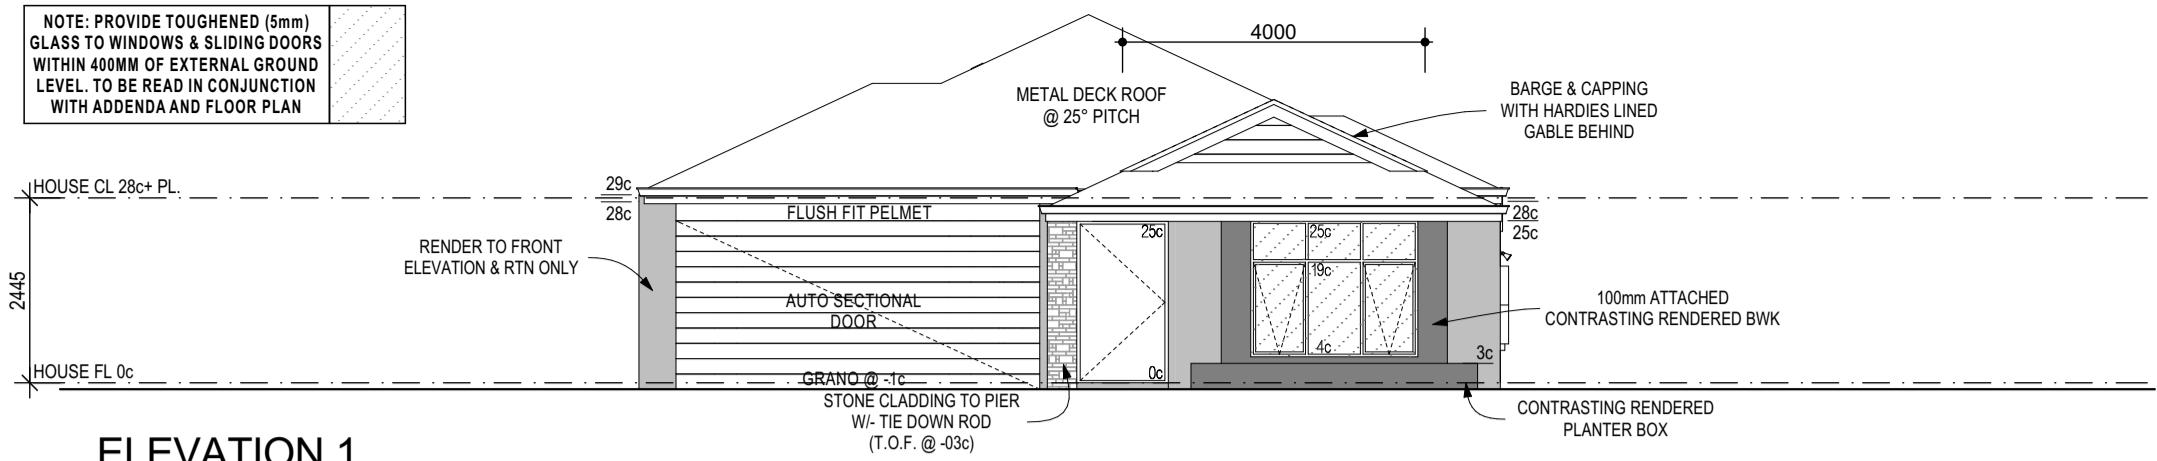 NOTE: PROVIDE TOUGHENED (5mm)
GLASS TO WINDOWS & SLIDING DOORS
WITHIN 400MM OF EXTERNAL GROUND
LEVEL. TO BE READ IN CONJUNCTION
WITH ADDENDA AND FLOOR PLAN
4000
METAL DECK ROOF
@ 25° PITCH
BARGE & CAPPING
WITH HARDIES LINED
GABLE BEHIND
HOUSE CL 28c+ PL.
29c
28c
FLUSH FIT PELMET
28c
25c
RENDER TO FRONT
ELEVATION & RTN ONLY
25c
25c
19c
2445
AUTO SECTIONAL
DOOR
100mm ATTACHED
CONTRASTING RENDERED BWK
4c
3c
HOUSE FL 0c
GRANO @ -1c
0c
STONE CLADDING TO PIER
W/- TIE DOWN ROD
(T.O.F. @ -03c)
CONTRASTING RENDERED
PLANTER BOX
ELEVATION 1